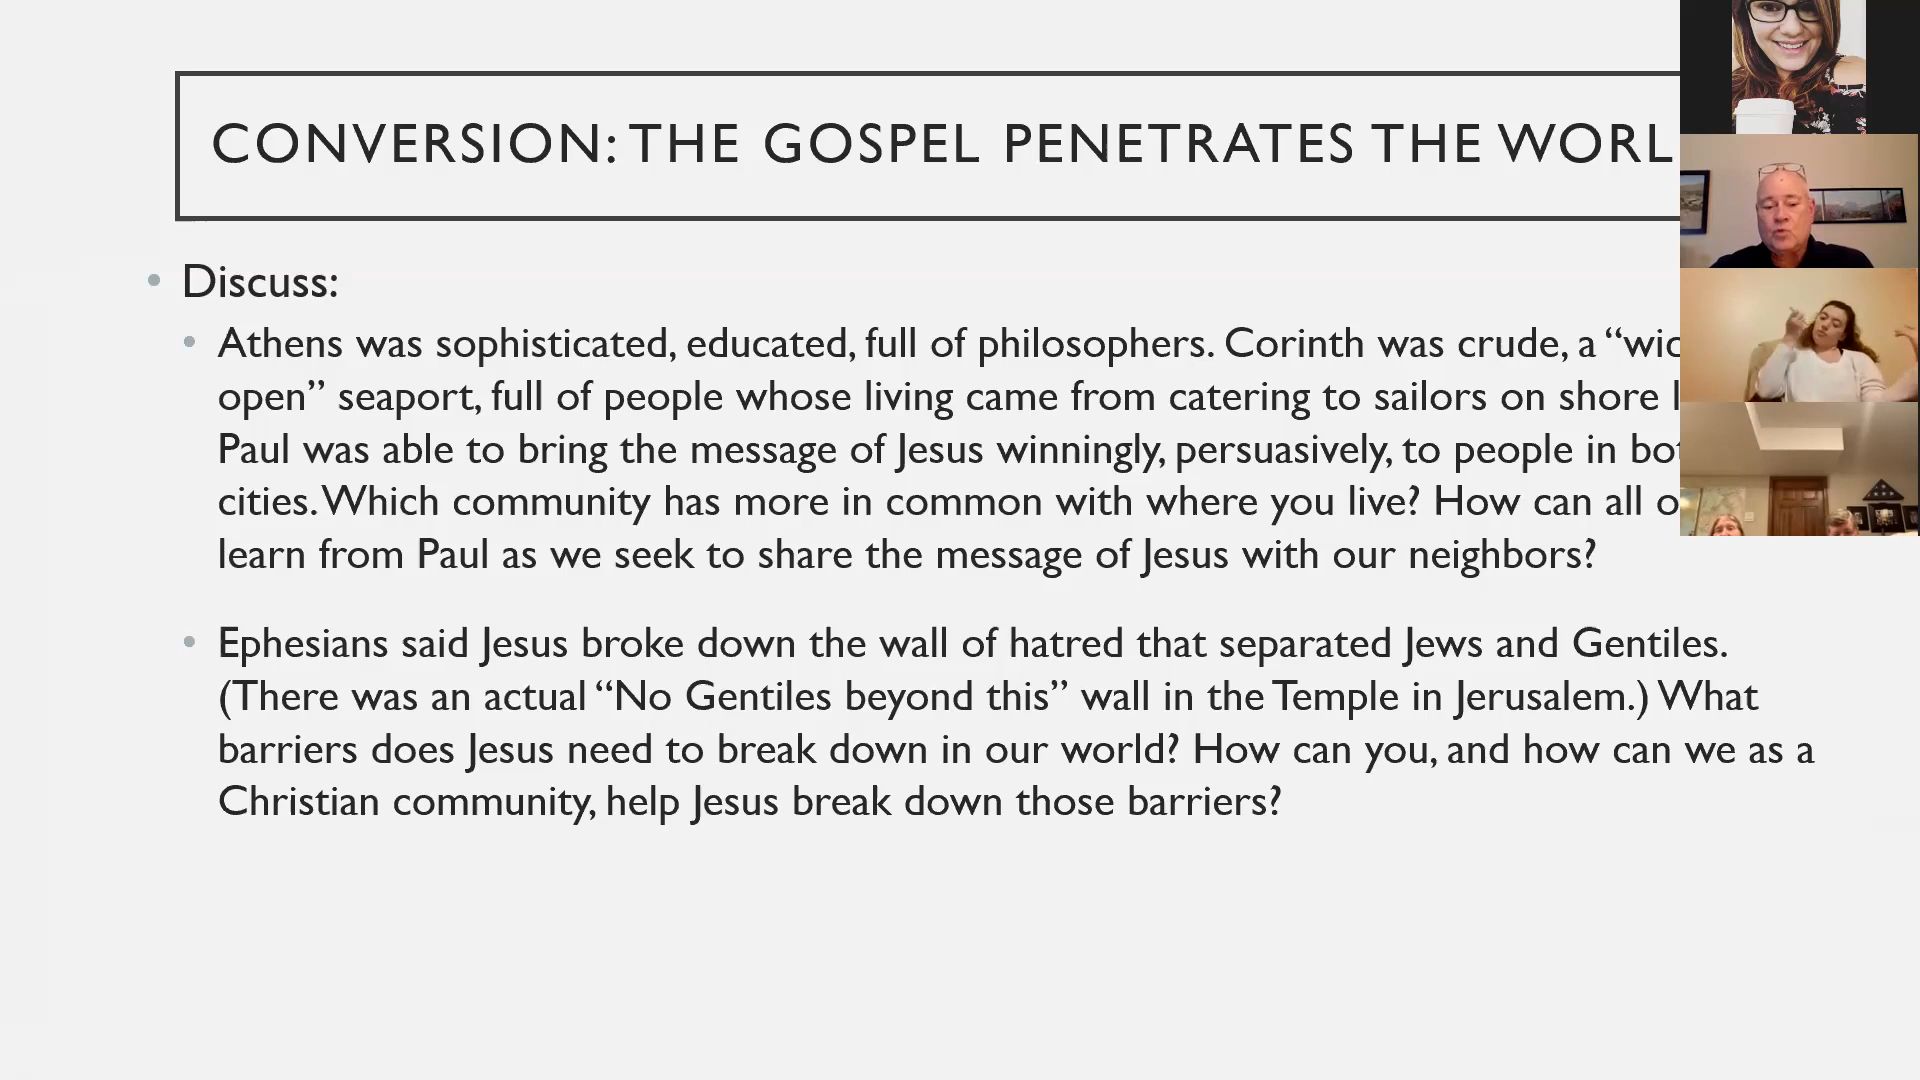 CONVERSION: THE GOSPEL PENETRATES THE
Discuss:
Athens was sophisticated, educated, full of philosophers. Corinth was crude, a
open” seaport, full of people whose living came from catering to sailors on shore
Paul was able to bring the message of Jesus winningly, persuasively, to people in
cities. Which community has more in common with where you live? How can all
learn from Paul as we seek to share the message of Jesus with our neighbors?
Ephesians said Jesus broke down the wall of hatred that separated Jews and Gentiles.
(There was an actual “No Gentiles beyond this” wall in the Temple in Jerusalem.) What
barriers does Jesus need to break down in our world? How can you, and how can we as a
Christian community, help Jesus break down those barriers?